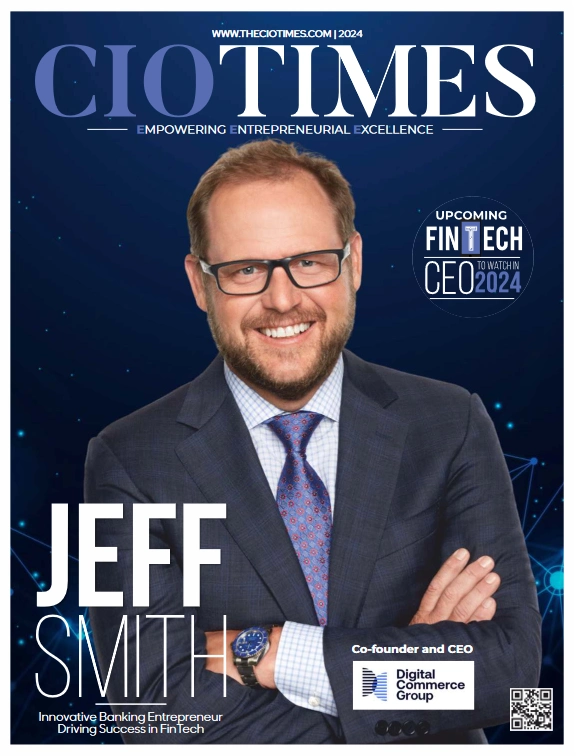 WWW.THECIOTIMES.COM | 2024
CIOTIMES
EMPOWERING ENTREPRENEURIAL EXCELLENCE
UPCOMING
FINTECH
CEO TO WATCH IN
2024
JEFF
SMITH
Innovative Banking Entrepreneur
Driving Success in FinTech
Co-founder and CEO
Digital
Commerce
Group